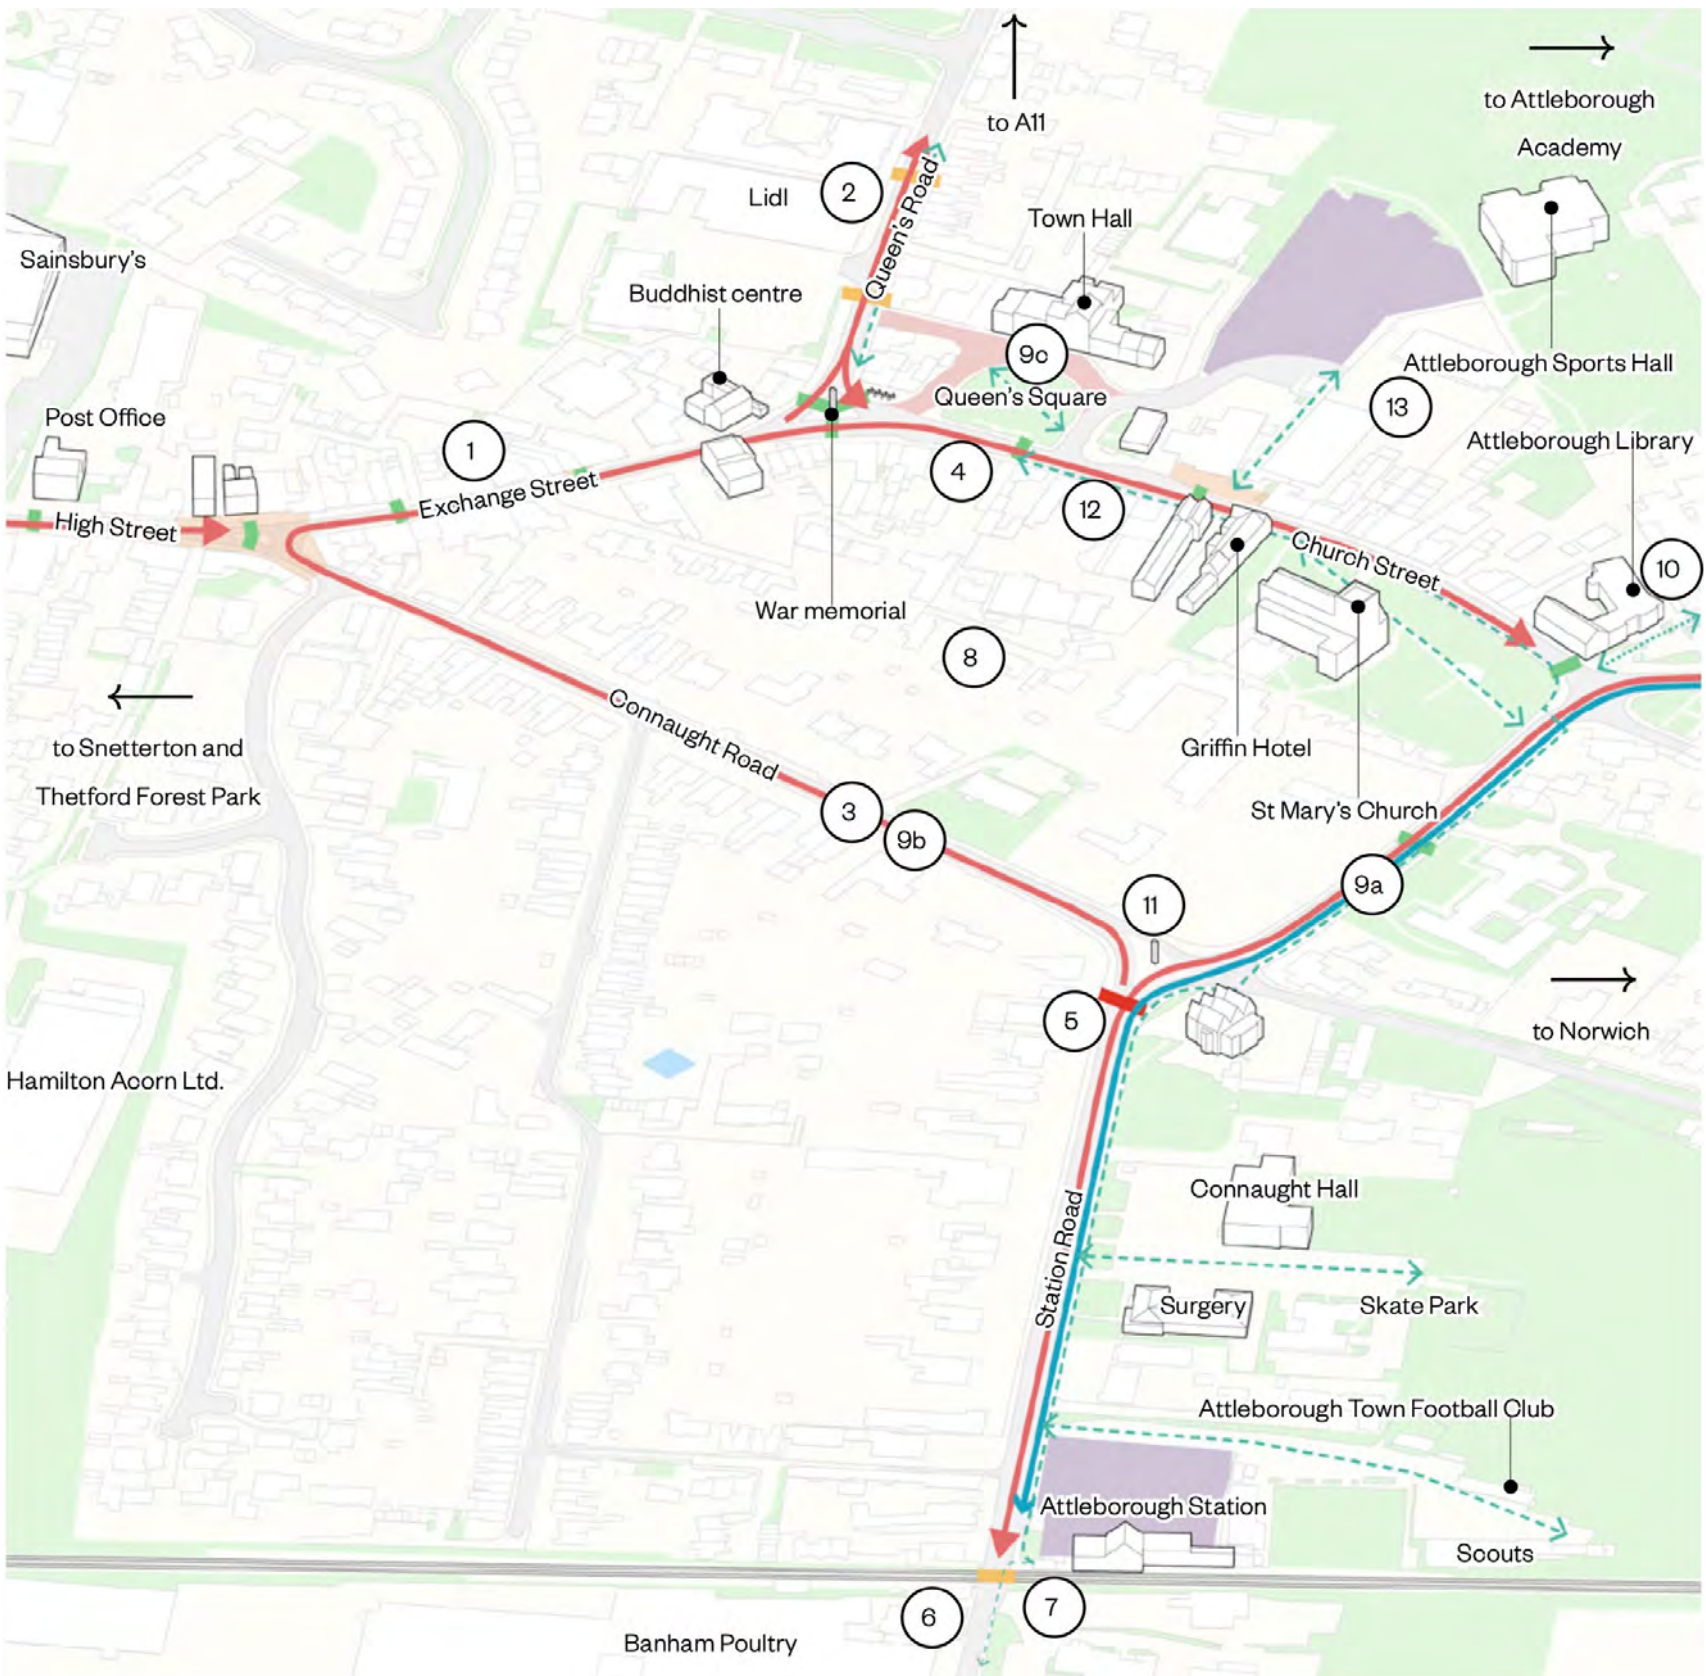 to A11
to Attleborough
Academy
Lidl
2
Queen's Road
Town Hall
Sainsbury's
Buddhist centre
9c
Queen's Square
Attleborough Sports Hall
13
Post Office
1
Attleborough Library
4
12
10
High Street
Exchange Street
Church Street
War memorial
8
Connaught Road
to Snetterton and
Thetford Forest Park
Griffin Hotel
St Mary's Church
3
9b
9a
11
5
to Norwich
Hamilton Acorn Ltd.
Connaught Hall
Station Road
Surgery
Skate Park
Attleborough Town Football Club
Attleborough Station
Scouts
6
7
Banham Poultry